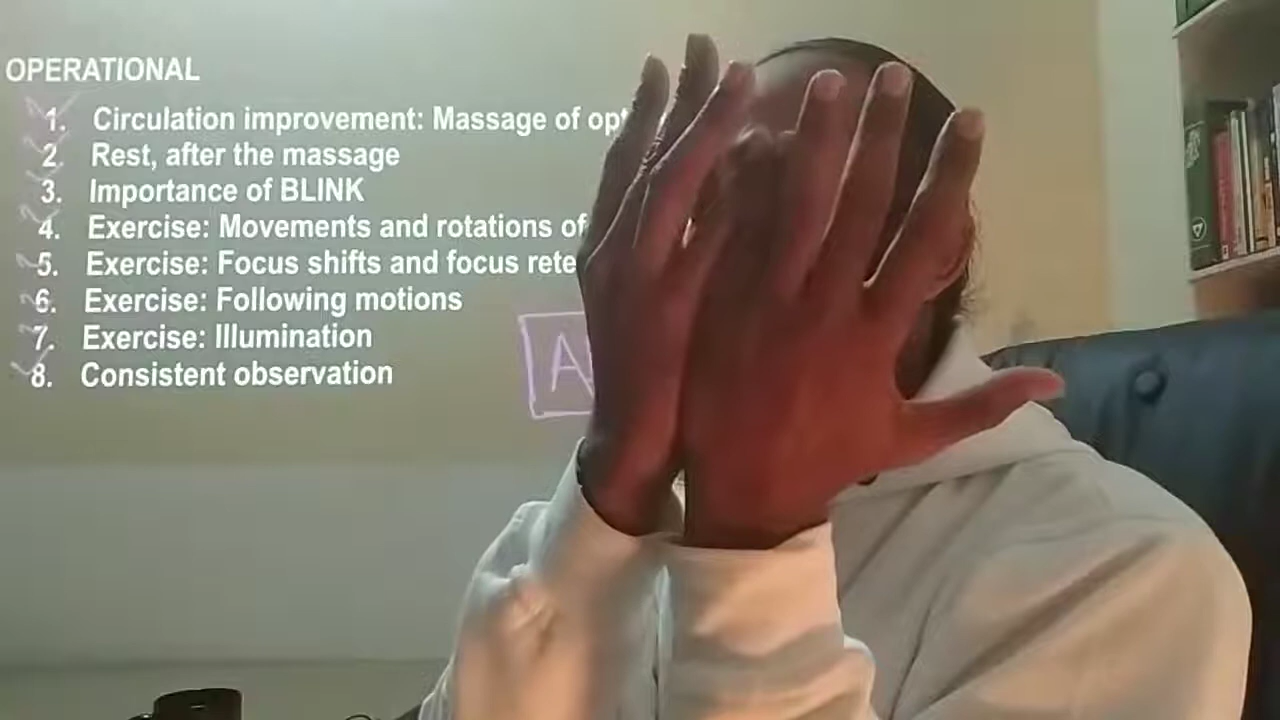 OPERATIONAL
1. Circulation improvement: Massage of opt
2. Rest, after the massage
3. Importance of BLINK
4. Exercise: Movements and rotations of
5. Exercise: Focus shifts and focus rete
6. Exercise: Following motions
7. Exercise: Illumination
8. Consistent observation
A